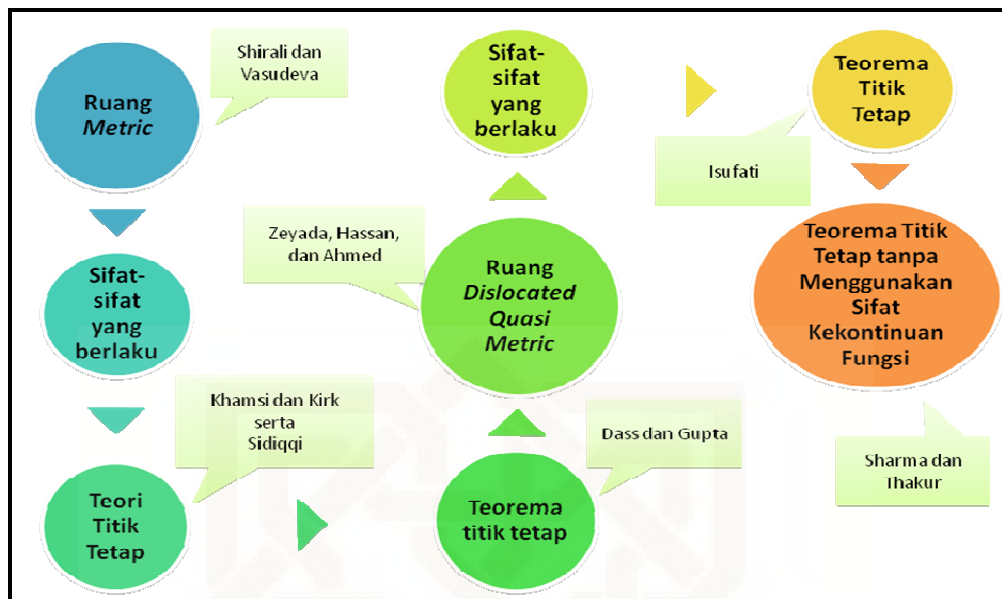 Ruang
Metric
Shirali dan
Vasudeva
Sifat-
sifat
yang
berlaku
Teori
Titik
Tetap
Khamsi dan Kirk
serta
Sidiqqi
Teorema
titik tetap
Dass dan Gupta
Ruang
Dislocated
Quasi
Metric
Zeyada, Hassan,
dan Ahmed
Sifat-
sifat
yang
berlaku
Teorema
Titik
Tetap
Isufati
Teorema Titik
Tetap tanpa
Menggunakan
Sifat
Kekontinuan
Fungsi
Sharma dan
Thakur